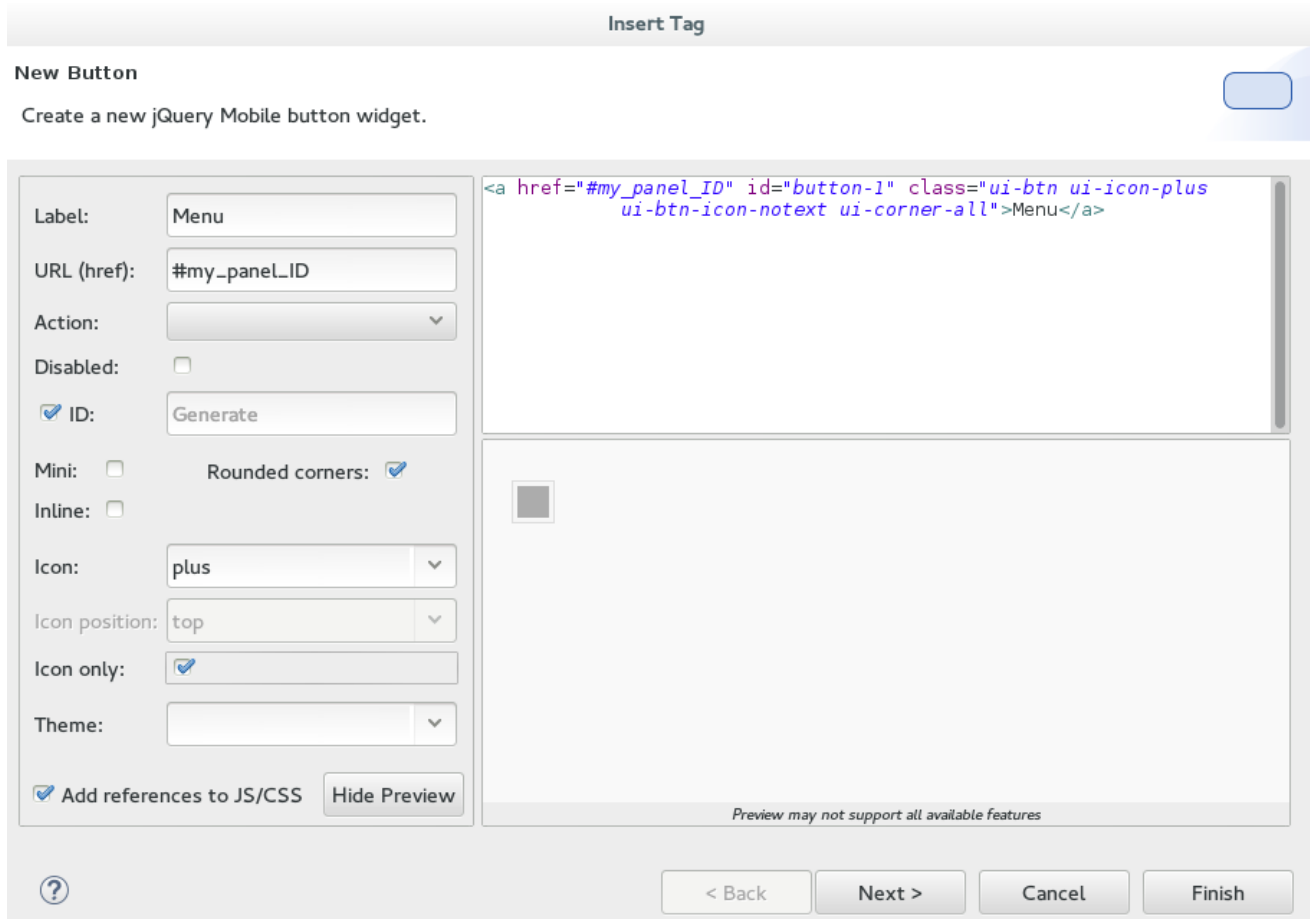 Insert Tag
New Button
Create a new jQuery Mobile button widget.
Label: Menu
URL (href): #my_panel_ID
Action:
Disabled:
ID: Generate
Mini: Rounded corners:
Inline:
Icon: plus
Icon position: top
Icon only:
Theme:
Add references to JS/CSS Hide Preview
<a href="#my_panel_ID" id="button-1" class="ui-btn ui-icon-plus
ui-btn-icon-notext ui-corner-all">Menu</a>
Preview may not support all available features
? < Back Next > Cancel Finish